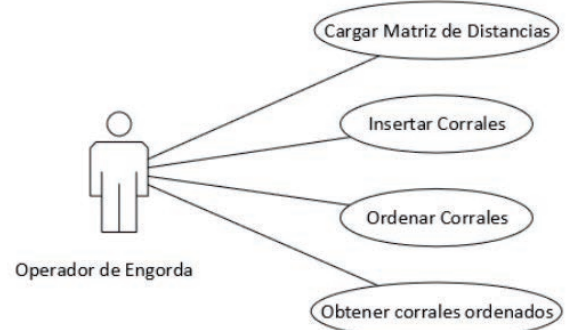 Cargar Matriz de Distancias
Insertar Corrales
Ordenar Corrales
Operador de Engorda
Obtener corrales ordenados